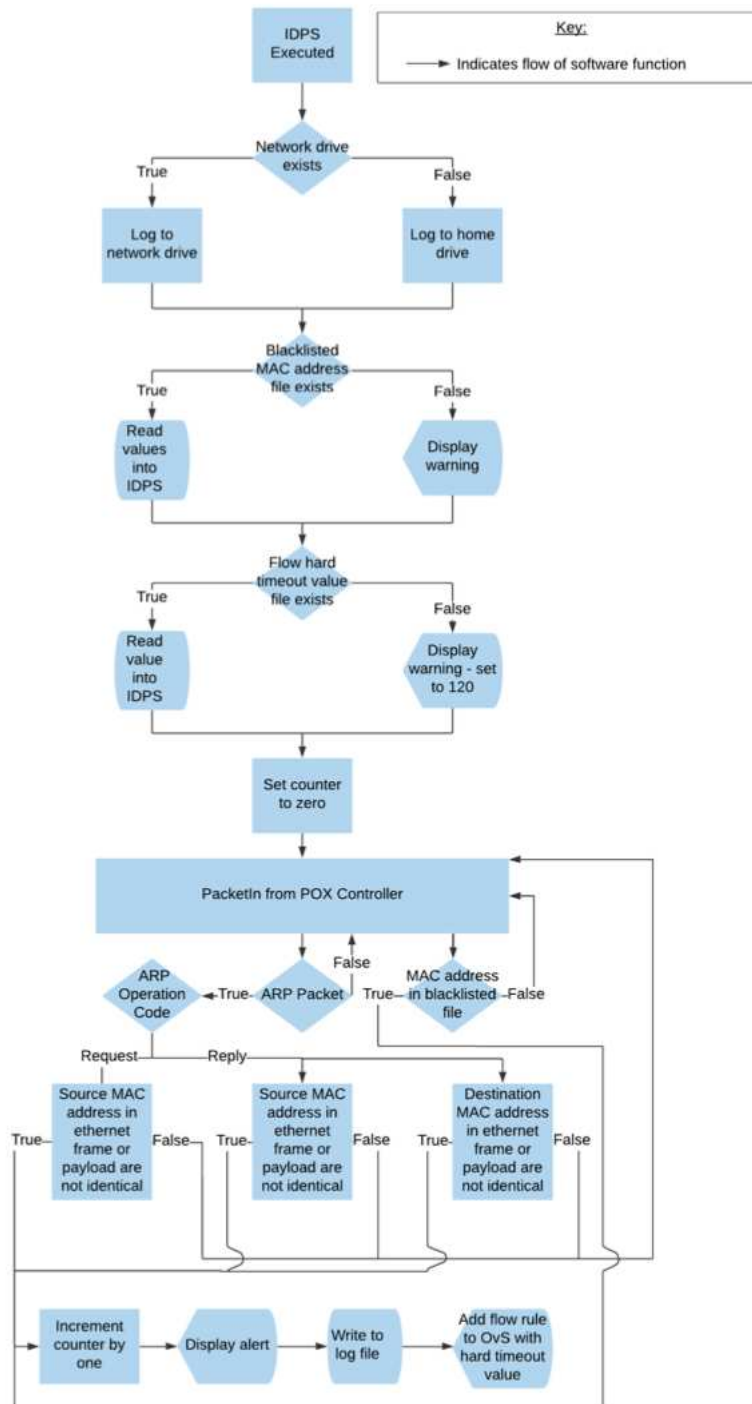 IDPS
Executed
Key:
Indicates flow of software function
Network drive
exists
True
False
Log to
network drive
Log to home
drive
Blacklisted
MAC address
file exists
True
False
Read
values
into
IDPS
Display
warning
Flow hard
timeout value
file exists
True
False
Read
value
into
IDPS
Display
warning - set
to 120
Set counter
to zero
PacketIn from POX Controller
False
ARP
Operation
Code
True
ARP Packet
True
MAC address
in blacklisted
file
False
Request
Reply
Source MAC
address in
ethernet
frame or
payload are
not identical
True
False
Source MAC
address in
ethernet
frame or
payload are
not identical
True
False
Destination
MAC address
in ethernet
frame or
payload are
not identical
True
False
Increment
counter by
one
Display alert
Write to
log file
Add flow rule
to OvS with
hard timeout
value